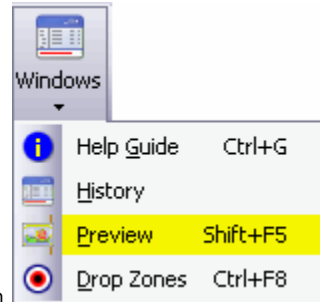 Windows
Help Guide Ctrl+G
History
Preview Shift+F5
Drop Zones Ctrl+F8